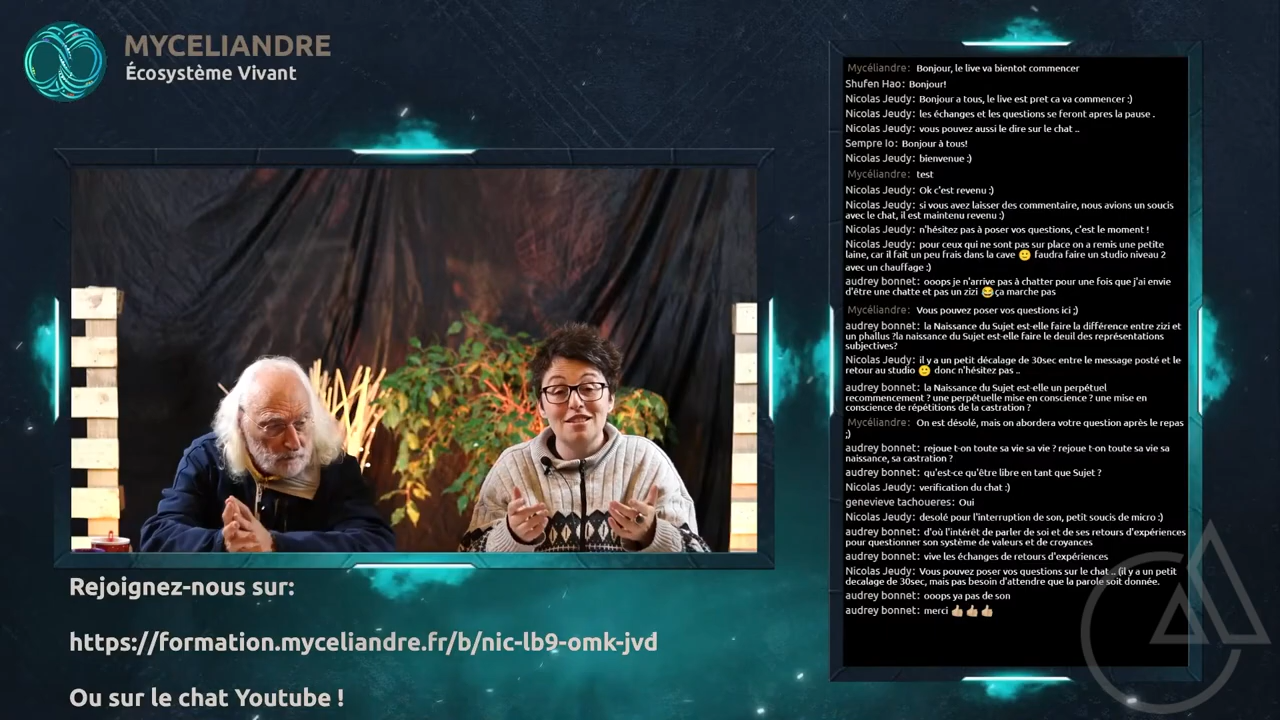 MYCELIANDRE
Écosystème Vivant
Mycéliandre: Bonjour, le live va bientot commencer
Shufen Hao: Bonjour!
Nicolas Jeudy: Bonjour a tous, le live est pret ca va commencer :)
Nicolas Jeudy: les échanges et les questions se feront apres la pause .
Nicolas Jeudy: vous pouvez aussi le dire sur le chat ..
Sempre Io: Bonjour à tous!
Nicolas Jeudy: bienvenue :)
Mycéliandre: test
Nicolas Jeudy: Ok c'est revenu :)
Nicolas Jeudy: si vous avez laisser des commentaire, nous avions un soucis
avec le chat, il est maintenu revenu :)
Nicolas Jeudy: n'hésitez pas à poser vos questions, c'est le moment !
Nicolas Jeudy: pour ceux qui ne sont pas sur place on a remis une petite
laine, car il fait un peu frais dans la cave 🙂 faudra faire un studio niveau 2
avec un chauffage :)
audrey bonnet: ooops je n'arrive pas à chatter pour une fois que j'ai envie
d'être une chatte et pas un zizi 😂 ça marche pas
Mycéliandre: Vous pouvez poser vos questions ici ;)
audrey bonnet: la Naissance du Sujet est-elle faire la différence entre zizi et
un phallus ?la naissance du Sujet est-elle faire le deuil des représentations
subjectives?
Nicolas Jeudy: il y a un petit décalage de 30sec entre le message posté et le
retour au studio 🙂 donc n'hésitez pas ..
audrey bonnet: la Naissance du Sujet est-elle un perpétuel
recommencement ? une perpétuelle mise en conscience ? une mise en
conscience de répétitions de la castration ?
Mycéliandre: On est désolé, mais on abordera votre question après le repas
;)
audrey bonnet: rejoue t-on toute sa vie sa vie ? rejoue t-on toute sa vie sa
naissance, sa castration ?
audrey bonnet: qu'est-ce qu'être libre en tant que Sujet ?
Nicolas Jeudy: verification du chat :)
genevieve tachoueres: Oui
Nicolas Jeudy: desolé pour l'interruption de son, petit soucis de micro :)
audrey bonnet: d'où l'intérêt de parler de soi et de ses retours d'expériences
pour questionner son système de valeurs et de croyances
audrey bonnet: vive les échanges de retours d'expériences
Nicolas Jeudy: Vous pouvez poser vos questions sur le chat .. (il y a un petit
decalage de 30sec, mais pas besoin d'attendre que la parole soit donnée.
audrey bonnet: ooops ya pas de son
audrey bonnet: merci 👍🏼👍🏼👍🏼
Rejoignez-nous sur:
https://formation.myceliandre.fr/b/nic-lb9-omk-jvd
Ou sur le chat Youtube !